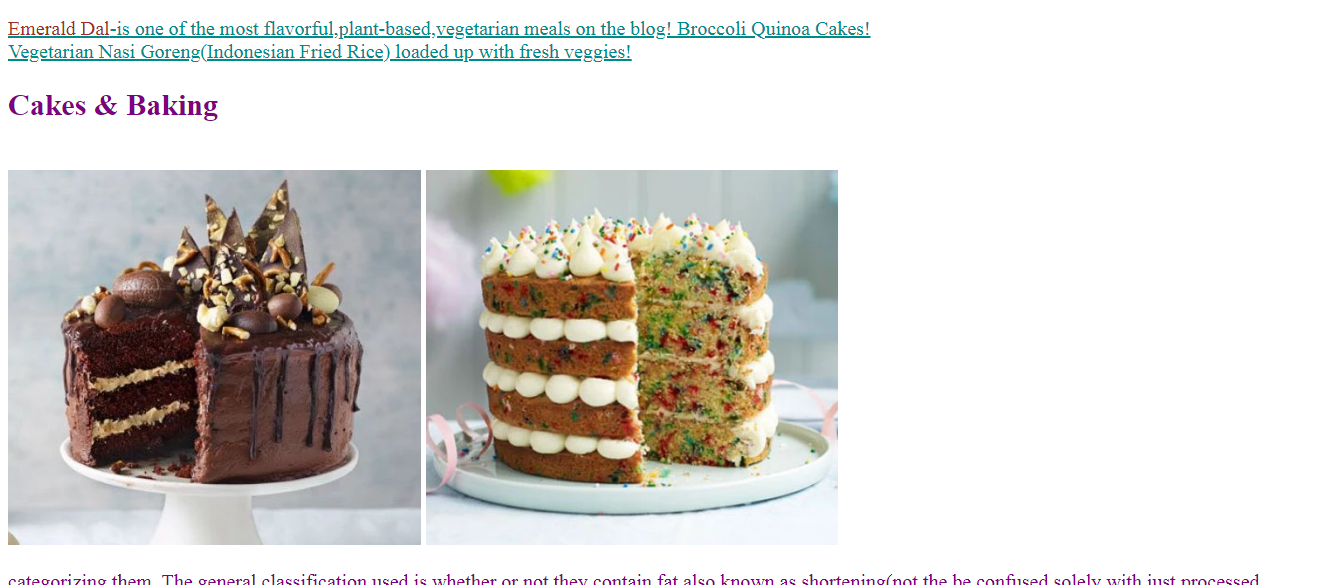 Emerald Dal-is one of the most flavorful,plant-based,vegetarian meals on the blog! Broccoli Quinoa Cakes!
Vegetarian Nasi Goreng(Indonesian Fried Rice) loaded up with fresh veggies!
Cakes & Baking
categorizing them. The general classification used is whether or not they contain fat also known as shortening(not the be confused solely with just processed